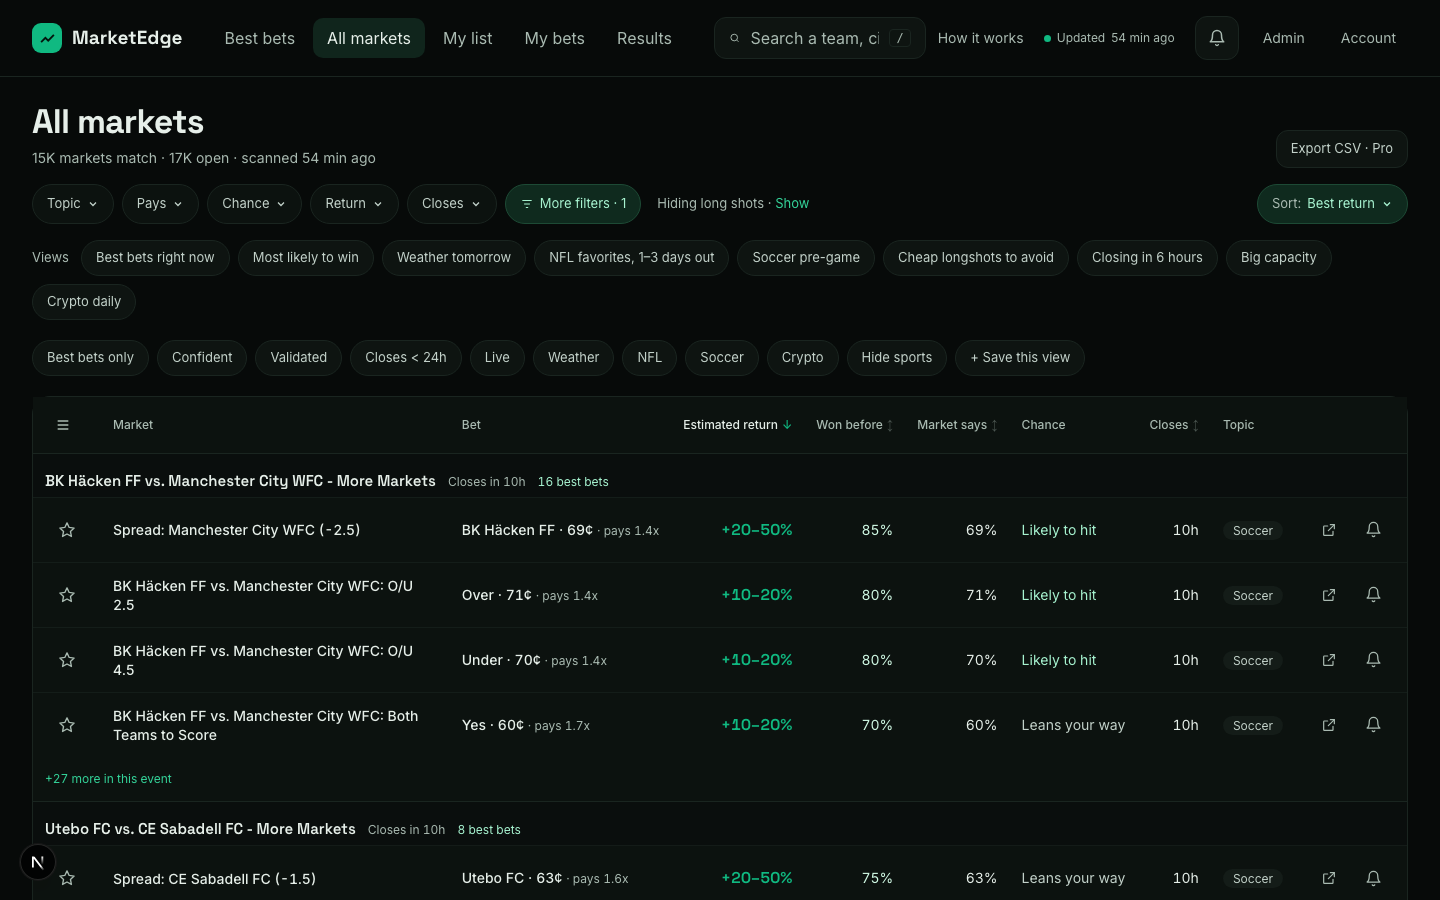 MarketEdge
Best bets
All markets
My list
My bets
Results
Search a team, ci
/
How it works
Updated 54 min ago
Admin
Account
All markets
15K markets match · 17K open · scanned 54 min ago
Export CSV · Pro
Topic
Pays
Chance
Return
Closes
More filters · 1
Hiding long shots · Show
Sort: Best return
Views
Best bets right now
Most likely to win
Weather tomorrow
NFL favorites, 1–3 days out
Soccer pre-game
Cheap longshots to avoid
Closing in 6 hours
Big capacity
Crypto daily
Best bets only
Confident
Validated
Closes < 24h
Live
Weather
NFL
Soccer
Crypto
Hide sports
+ Save this view
Market
Bet
Estimated return ↓
Won before ↕
Market says ↕
Chance
Closes ↕
Topic
BK Häcken FF vs. Manchester City WFC - More Markets Closes in 10h 16 best bets
Spread: Manchester City WFC (-2.5)
BK Häcken FF · 69¢ · pays 1.4x
+20–50%
85%
69%
Likely to hit
10h
Soccer
BK Häcken FF vs. Manchester City WFC: O/U
2.5
Over · 71¢ · pays 1.4x
+10–20%
80%
71%
Likely to hit
10h
Soccer
BK Häcken FF vs. Manchester City WFC: O/U
4.5
Under · 70¢ · pays 1.4x
+10–20%
80%
70%
Likely to hit
10h
Soccer
BK Häcken FF vs. Manchester City WFC: Both
Teams to Score
Yes · 60¢ · pays 1.7x
+10–20%
70%
60%
Leans your way
10h
Soccer
+27 more in this event
Utebo FC vs. CE Sabadell FC - More Markets Closes in 10h 8 best bets
N
Spread: CE Sabadell FC (-1.5)
Utebo FC · 63¢ · pays 1.6x
+20–50%
75%
63%
Leans your way
10h
Soccer